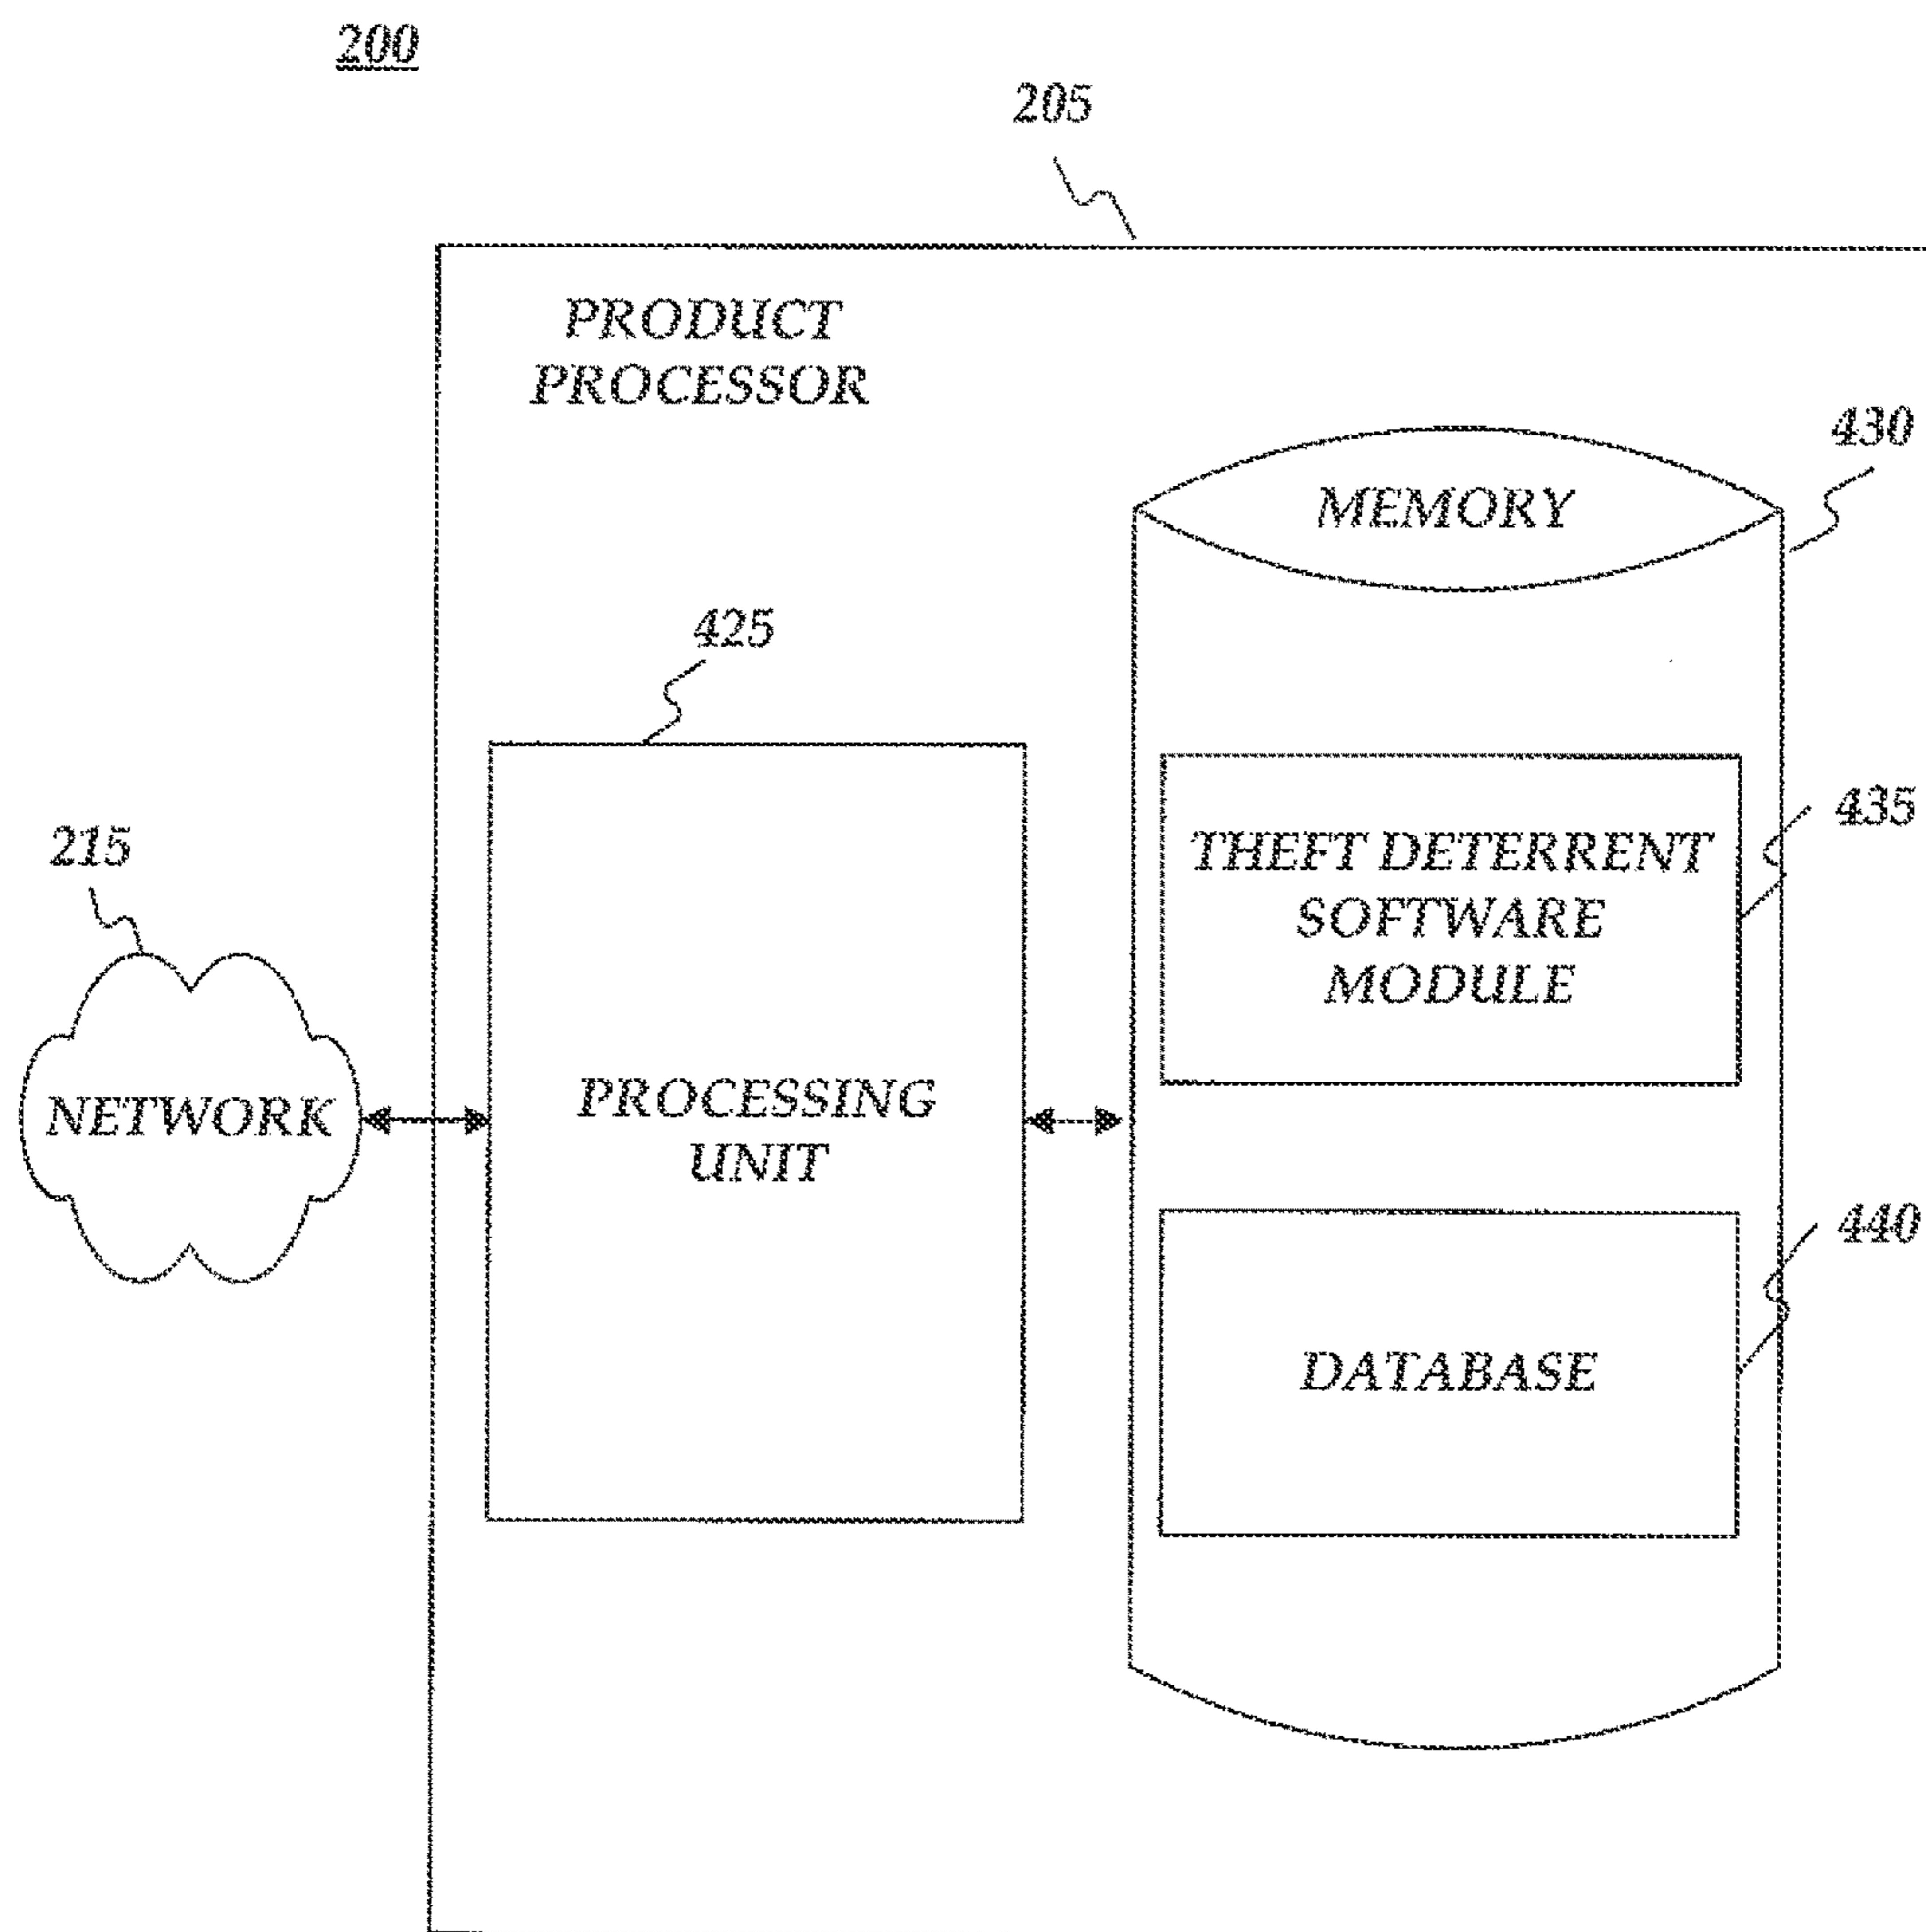 200
205
PRODUCT
PROCESSOR
430
MEMORY
425
435
THEFT DETERRENT
SOFTWARE
MODULE
215
NETWORK
PROCESSING
UNIT
440
DATABASE